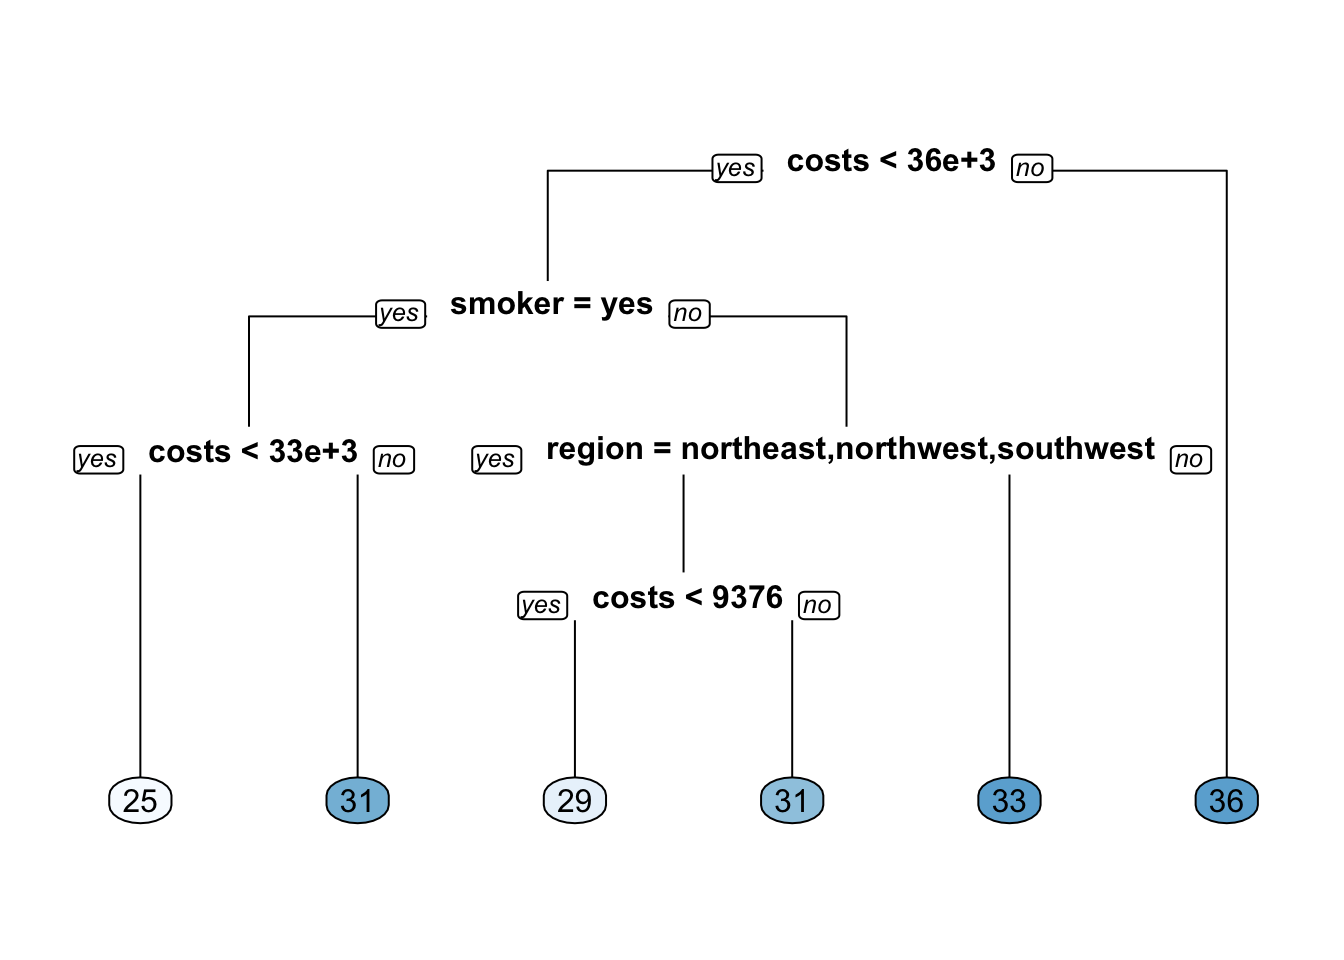 yes costs < 36e+3 no
yes smoker = yes no
yes costs < 33e+3 no
yes region = northeast,northwest,southwest no
yes costs < 9376 no
25 31 29 31 33 36